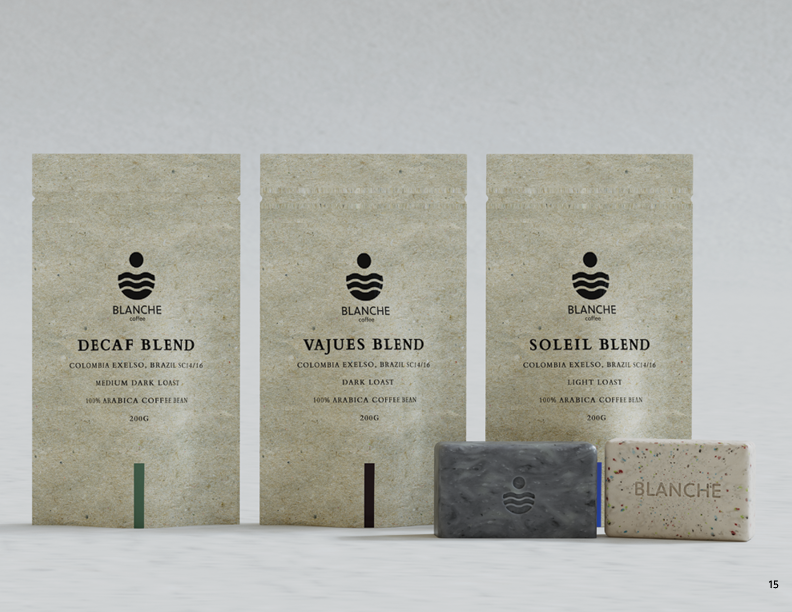 BLANCHE
coffee
DECAF BLEND
COLOMBIA EXELSO, BRAZIL SC14/16
MEDIUM DARK LOAST
100% ARABICA COFFEE BEAN
200G
BLANCHE
coffee
VAJUES BLEND
COLOMBIA EXELSO, BRAZIL SC14/16
DARK LOAST
100% ARABICA COFFEE BEAN
200G
BLANCHE
coffee
SOLEIL BLEND
COLOMBIA EXELSO, BRAZIL SC14/16
LIGHT LOAST
100% ARABICA COFFEE BEAN
200G
BLANCHE
15